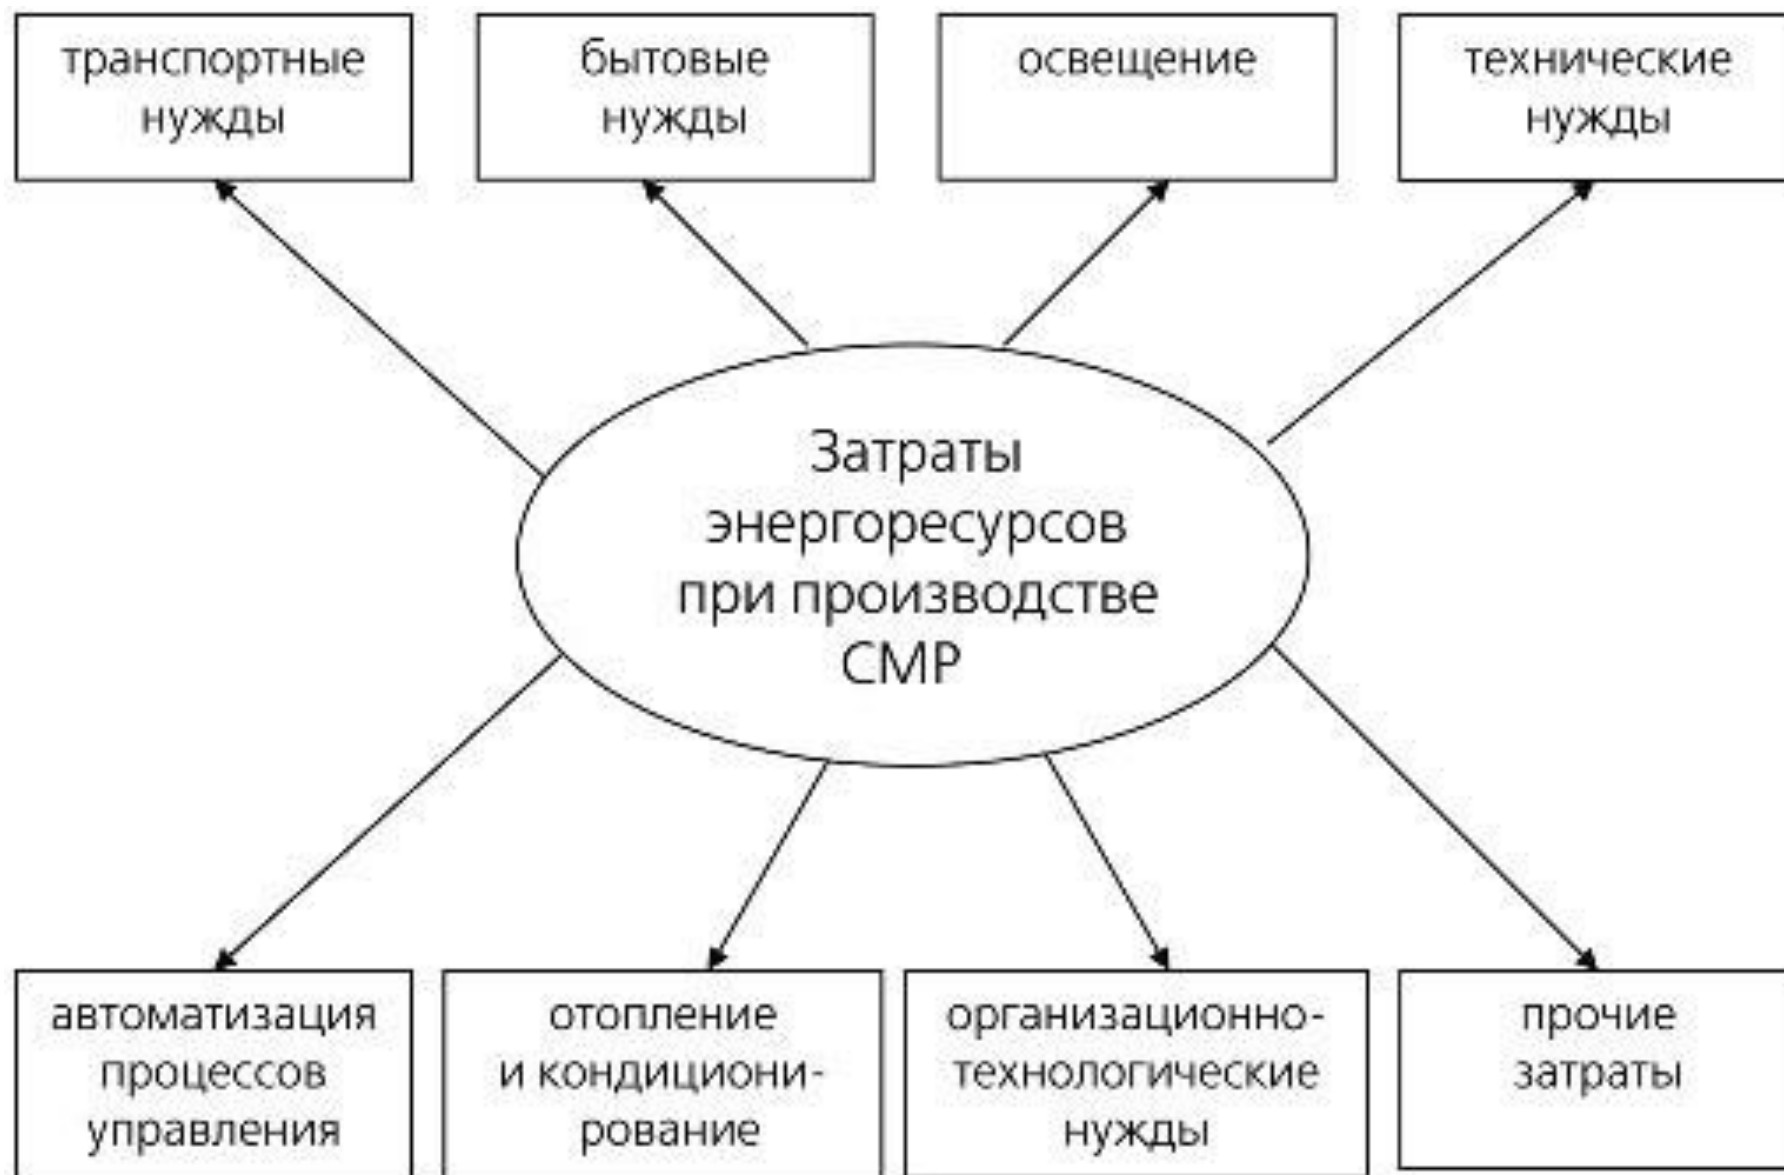 транспортные
нужды
бытовые
нужды
освещение
технические
нужды
Затраты
энергоресурсов
при производстве
СМР
автоматизация
процессов
управления
отопление
и кондициони-
рование
организационно-
технологические
нужды
прочие
затраты